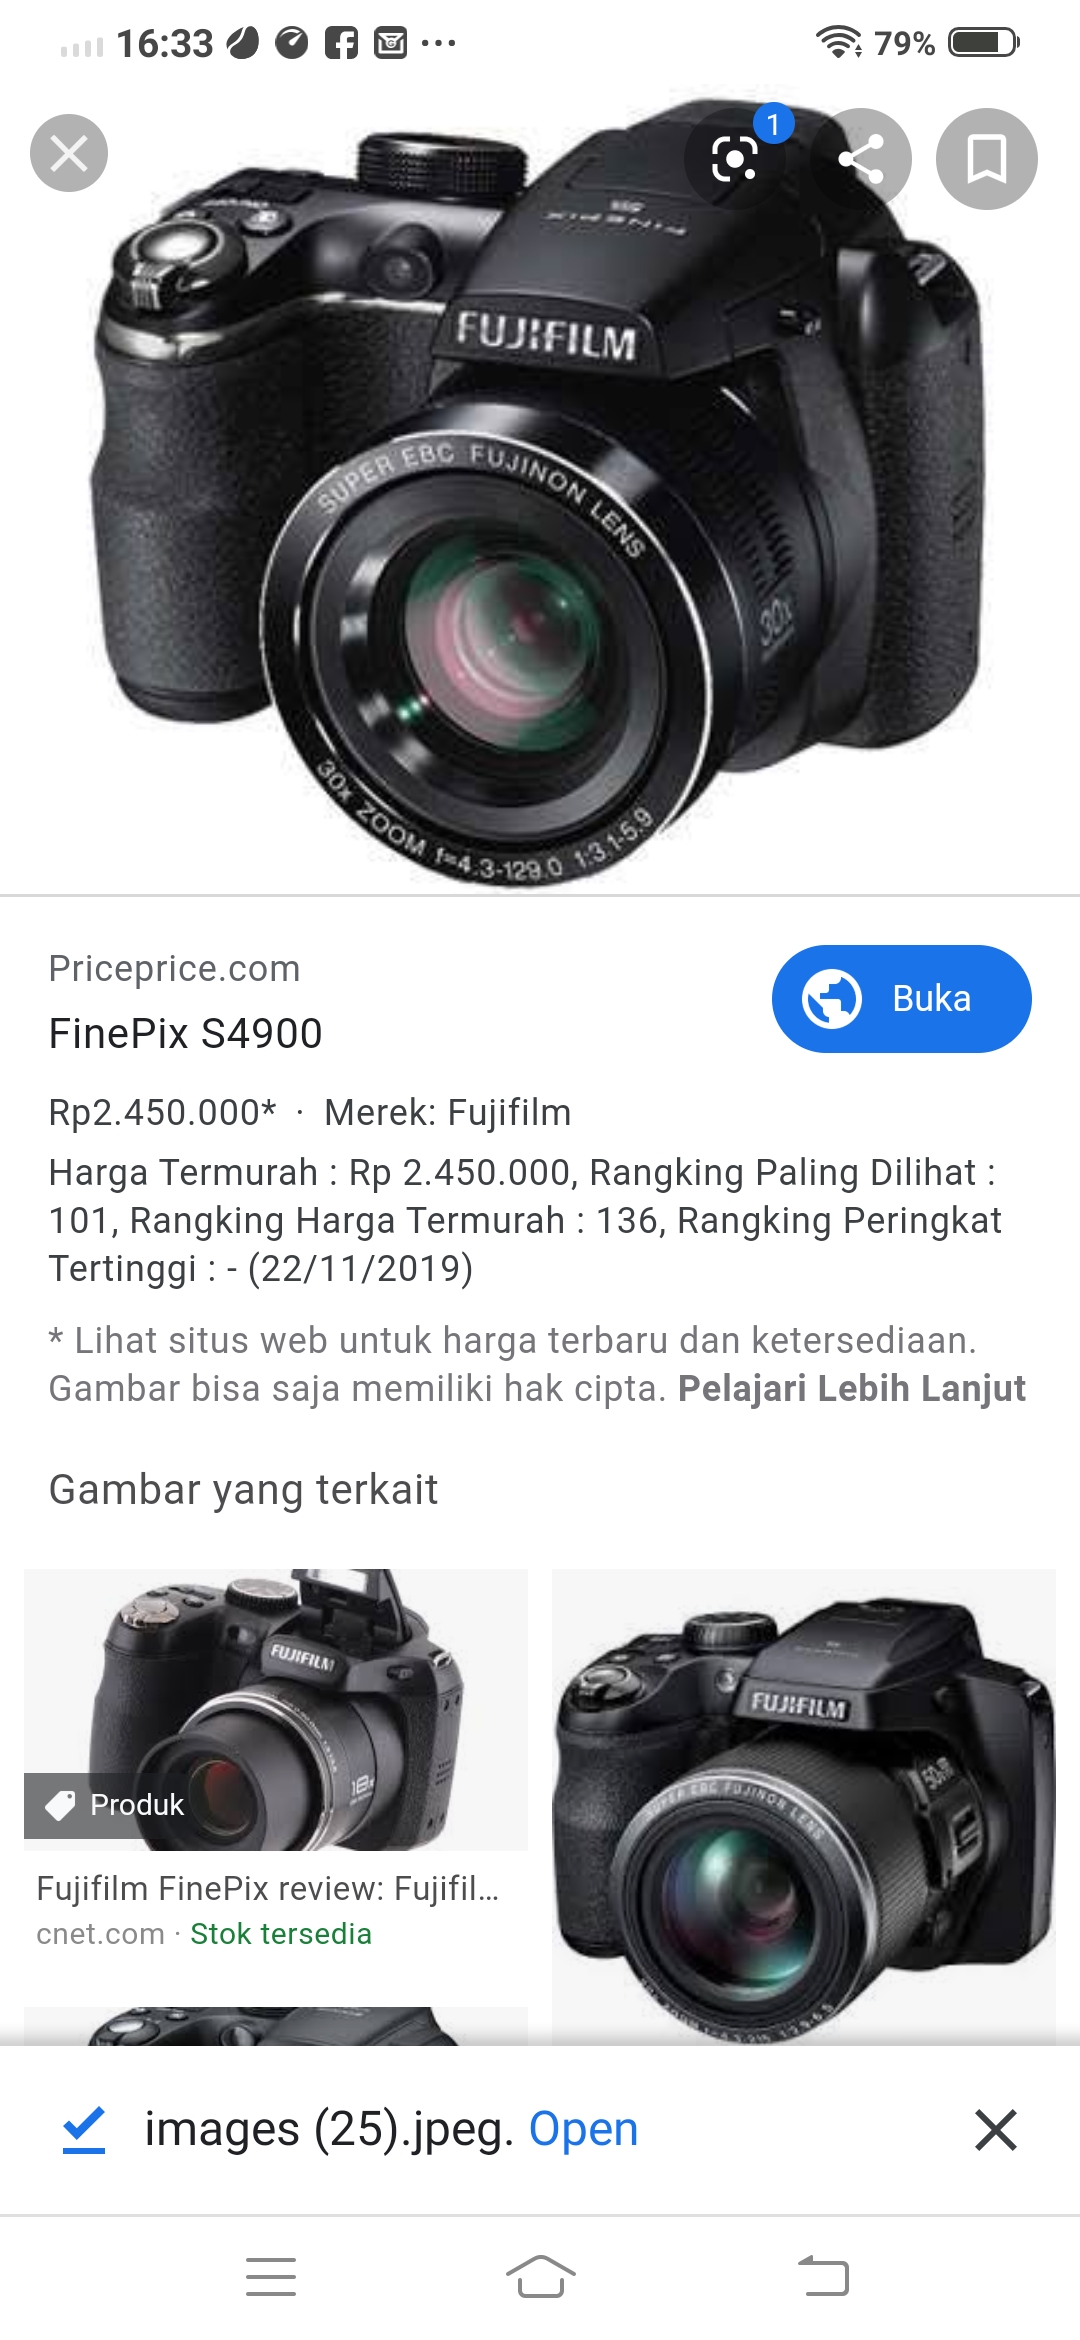 16:33
79%
1
FINEPIX
FUJIFILM
SUPER EBC FUJINON LENS
30x
30x ZOOM f=4.3-129.0 1:3.1-5.9
Priceprice.com
Buka
FinePix S4900
Rp2.450.000* · Merek: Fujifilm
Harga Termurah : Rp 2.450.000, Rangking Paling Dilihat :
101, Rangking Harga Termurah : 136, Rangking Peringkat
Tertinggi : - (22/11/2019)
* Lihat situs web untuk harga terbaru dan ketersediaan.
Gambar bisa saja memiliki hak cipta. Pelajari Lebih Lanjut
Gambar yang terkait
FUJIFILM
18x
Produk
Fujifilm FinePix review: Fujifil...
cnet.com · Stok tersedia
FUJIFILM
50x
SUPER EBC FUJINON LENS
images (25).jpeg. Open